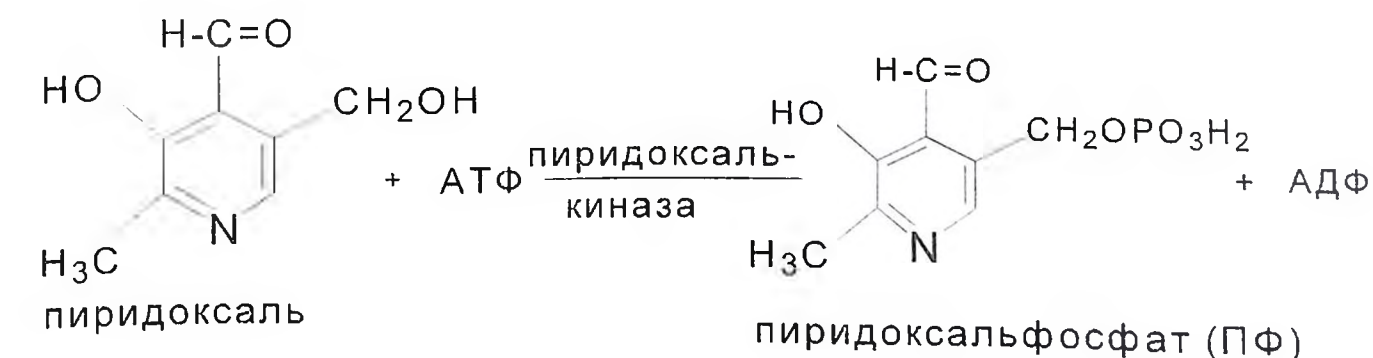 H-C=O
HO
CH₂OH
N
H₃C
пиридоксаль
+ АТФ
пиридоксаль-
киназа
H-C=O
HO
CH₂OPO₃H₂
N
H₃C
+ АДФ
пиридоксальфосфат (ПФ)